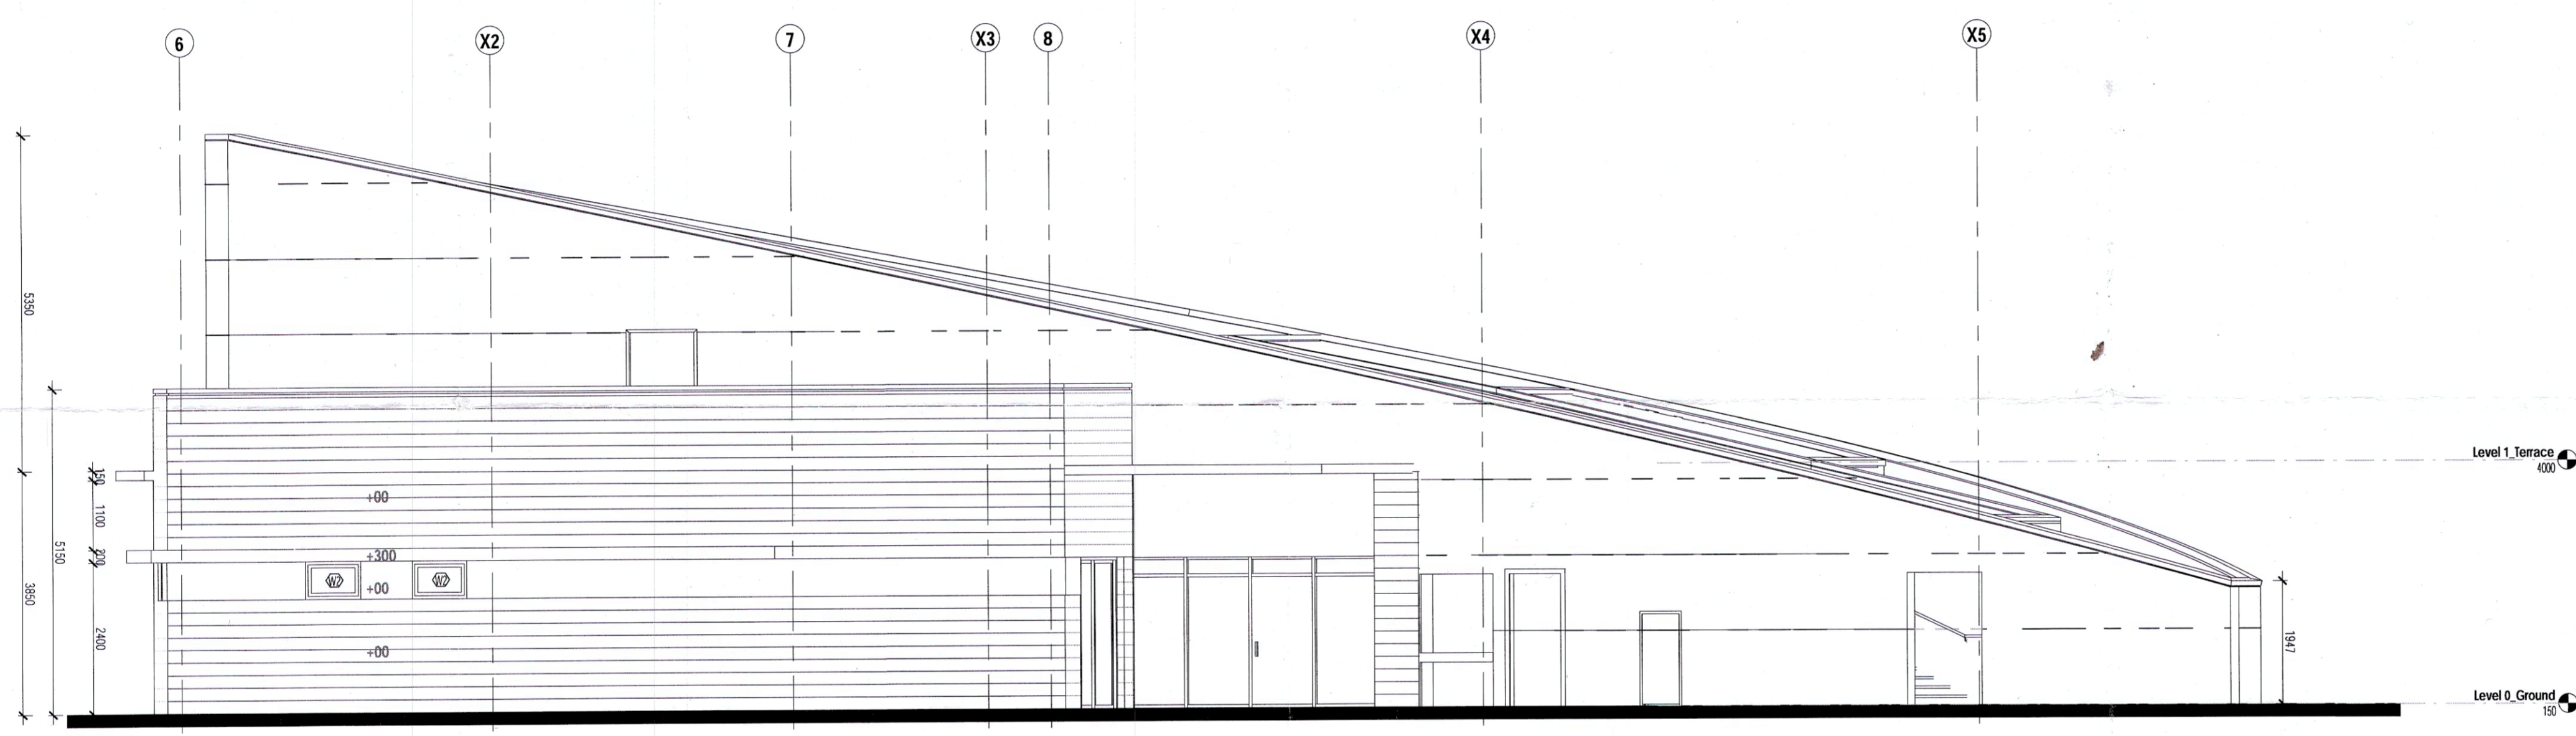 6
X2
7
X3
8
X4
X5
5350
Level 1_Terrace
4000
150
+00
1100
5150
+300
200
W2
W2
+00
3850
2400
+00
1947
Level 0_Ground
150